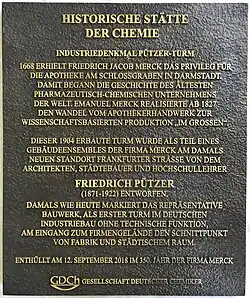 HISTORISCHE STÄTTE
DER CHEMIE
INDUSTRIEDENKMAL PÜTZER-TURM
1668 ERHIELT FRIEDRICH JACOB MERCK DAS PRIVILEG FÜR
DIE APOTHEKE AM SCHLOSSGRABEN IN DARMSTADT.
DAMIT BEGANN DIE GESCHICHTE DES ÄLTESTEN
PHARMAZEUTISCH-CHEMISCHEN UNTERNEHMENS
DER WELT. EMANUEL MERCK REALISIERTE AB 1827
DEN WANDEL VOM APOTHEKERHANDWERK ZUR
WISSENSCHAFTSBASIERTEN PRODUKTION „IM GROSSEN“.
DIESER 1904 ERBAUTE TURM WURDE ALS TEIL EINES
GEBÄUDEENSEMBLES DER FIRMA MERCK AM DAMALS
NEUEN STANDORT FRANKFURTER STRASSE VON DEM
ARCHITEKTEN, STÄDTEBAUER UND HOCHSCHULLEHRER
FRIEDRICH PÜTZER
(1871-1922) ENTWORFEN.
DAMALS WIE HEUTE MARKIERT DAS REPRÄSENTATIVE
BAUWERK, ALS ERSTER TURM IM DEUTSCHEN
INDUSTRIEBAU OHNE TECHNISCHE FUNKTION,
AM EINGANG ZUM FIRMENGELÄNDE DEN SCHNITTPUNKT
VON FABRIK UND STÄDTISCHEM RAUM.
ENTHÜLLT AM 12. SEPTEMBER 2018 IM 350. JAHR DER FIRMA MERCK
GDCh GESELLSCHAFT DEUTSCHER CHEMIKER